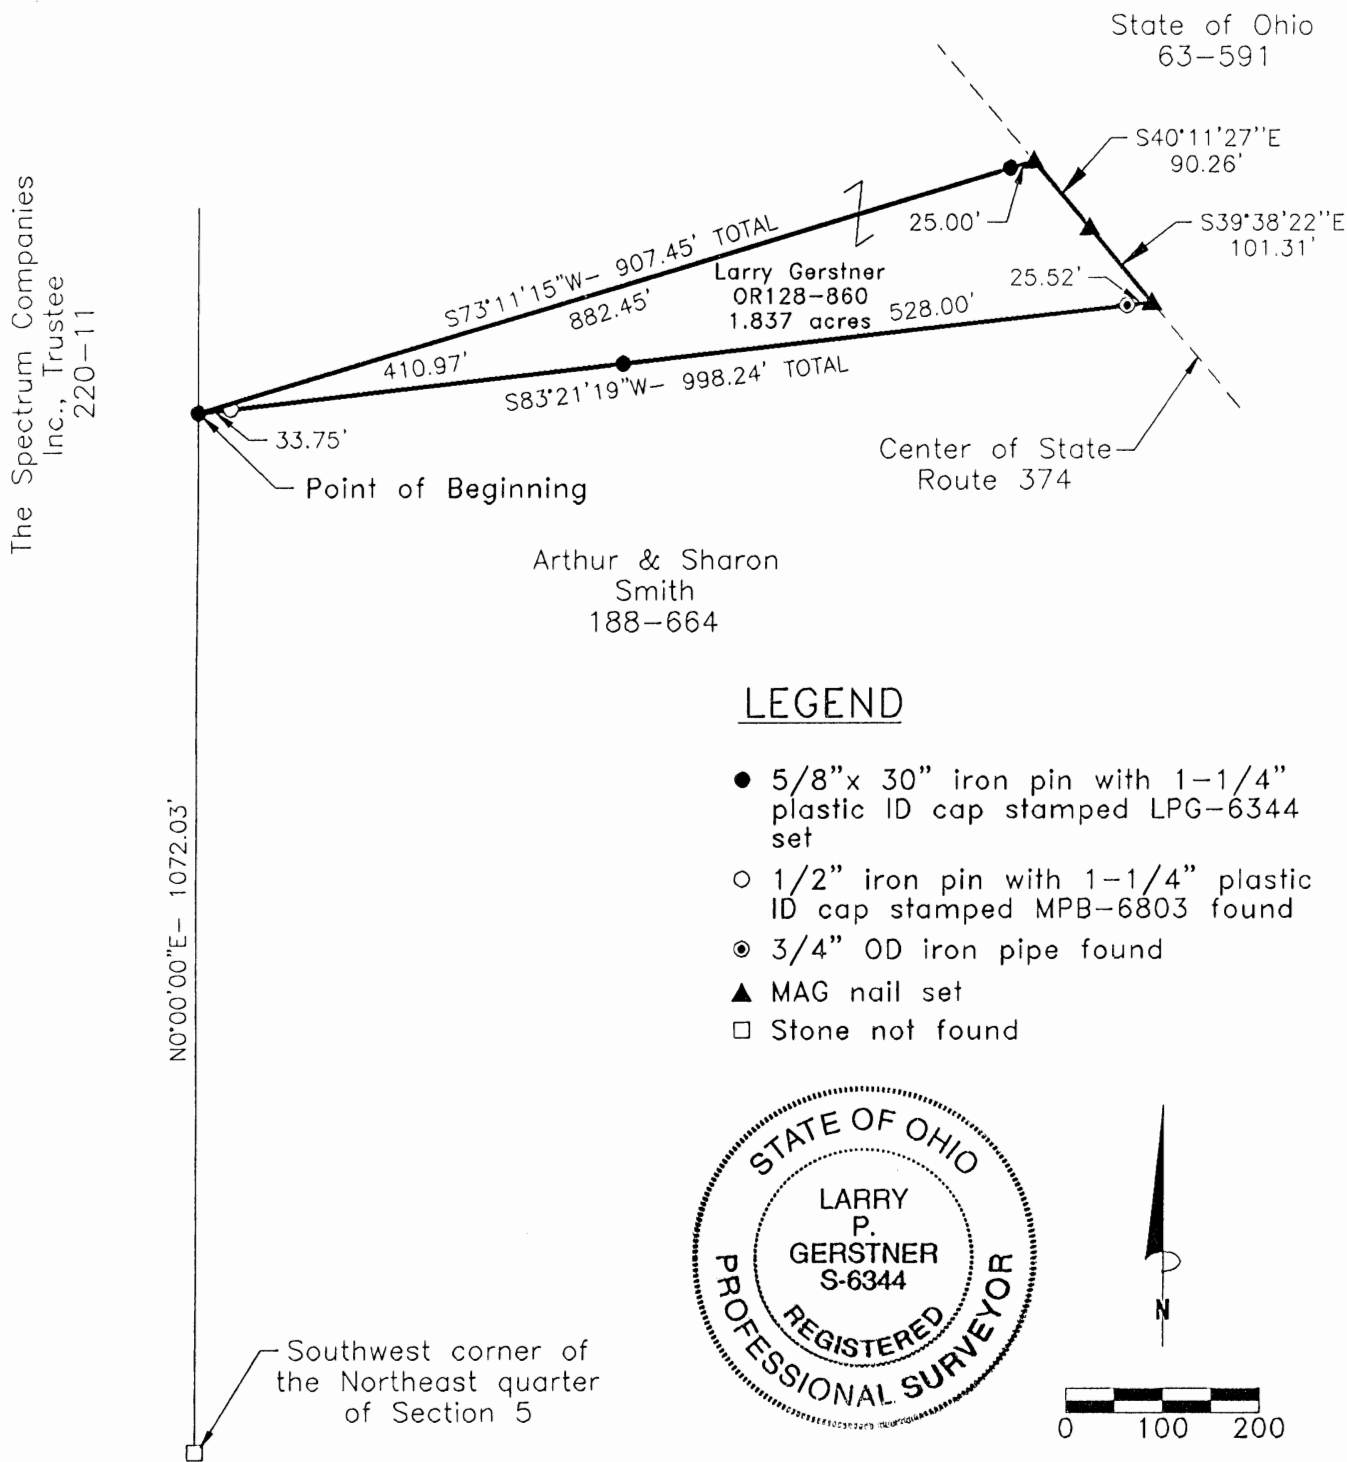 State of Ohio
63-591
S40°11'27"E
90.26'
S39°38'22"E
101.31'
25.00'
25.52'
S73°11'15"W- 907.45' TOTAL
882.45'
Larry Gerstner
OR128-860
1.837 acres
528.00'
410.97'
S83°21'19"W- 998.24' TOTAL
33.75'
Point of Beginning
Center of State
Route 374
The Spectrum Companies
Inc., Trustee
220-11
Arthur & Sharon
Smith
188-664
N0°00'00"E- 1072.03'
LEGEND
5/8"x 30" iron pin with 1-1/4"
plastic ID cap stamped LPG-6344
set
1/2" iron pin with 1-1/4" plastic
ID cap stamped MPB-6803 found
3/4" OD iron pipe found
MAG nail set
Stone not found
STATE OF OHIO
LARRY
P.
GERSTNER
S-6344
REGISTERED
PROFESSIONAL SURVEYOR
N
0 100 200
Southwest corner of
the Northeast quarter
of Section 5